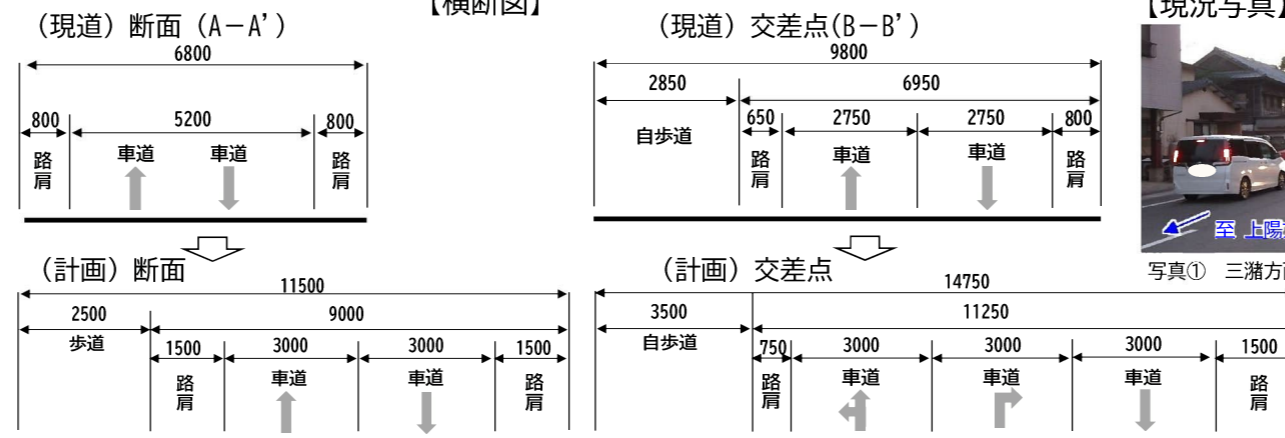 【横断図】
【現況写真】
(現道) 断面 (A-A')
6800
800
5200
800
路肩
車道
車道
路肩
(現道) 交差点(B-B')
9800
2850
6950
自歩道
650
2750
2750
800
路肩
車道
車道
路肩
至 上陽
写真① 三潴方
(計画) 断面
11500
2500
9000
歩道
1500
3000
3000
1500
路肩
車道
車道
路肩
(計画) 交差点
14750
3500
11250
自歩道
750
3000
3000
3000
1500
路肩
車道
車道
車道
路肩